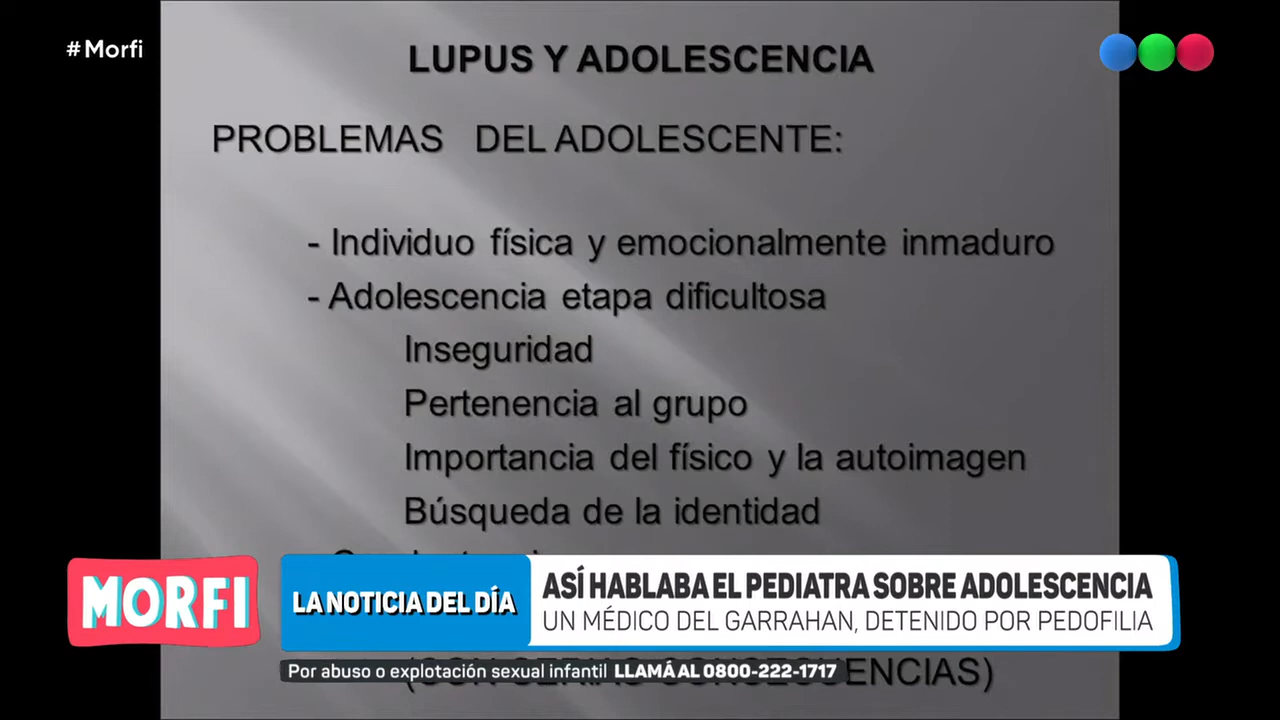 #Morfi
LUPUS Y ADOLESCENCIA
PROBLEMAS DEL ADOLESCENTE:
- Individuo física y emocionalmente inmaduro
- Adolescencia etapa dificultosa
Inseguridad
Pertenencia al grupo
Importancia del físico y la autoimagen
Búsqueda de la identidad
MORFI
LA NOTICIA DEL DÍA
ASÍ HABLABA EL PEDIATRA SOBRE ADOLESCENCIA
UN MÉDICO DEL GARRAHAN, DETENIDO POR PEDOFILIA
Por abuso o explotación sexual infantil LLAMÁ AL 0800-222-1717